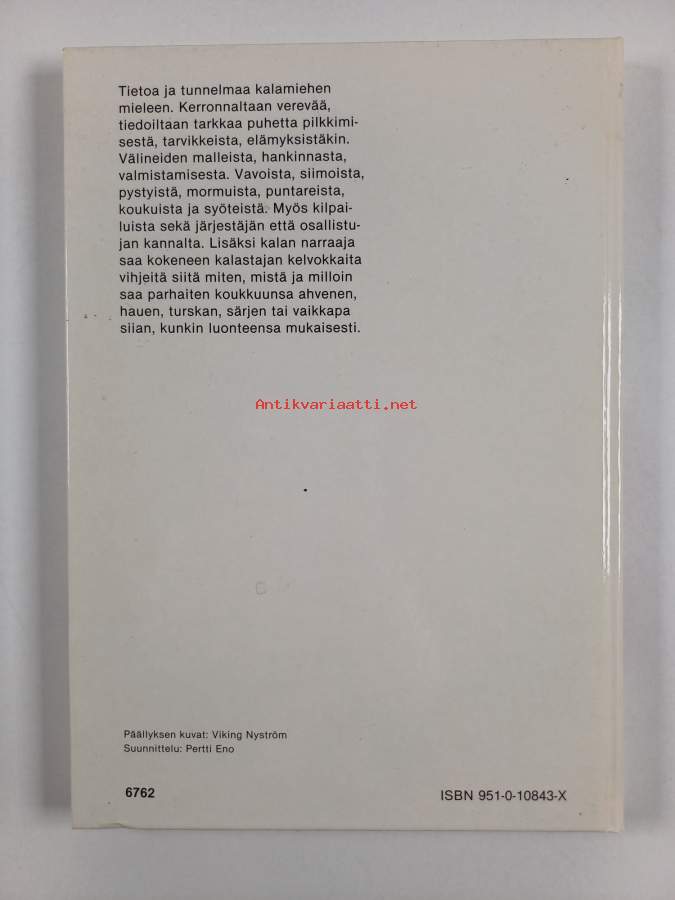 Tietoa ja tunnelmaa kalamiehen
mieleen. Kerronnaltaan verevää,
tiedoiltaan tarkkaa puhetta pilkkimi-
sestä, tarvikkeista, elämyksistäkin.
Välineiden malleista, hankinnasta,
valmistamisesta. Vavoista, siimoista,
pystyistä, mormuista, puntareista,
koukuista ja syöteistä. Myös kilpai-
luista sekä järjestäjän että osallistu-
jan kannalta. Lisäksi kalan narraaja
saa kokeneen kalastajan kelvokkaita
vihjeitä siitä miten, mistä ja milloin
saa parhaiten koukkuunsa ahvenen,
hauen, turskan, särjen tai vaikkapa
siian, kunkin luonteensa mukaisesti.
Antikvariaatti.net
Päällyksen kuvat: Viking Nyström
Suunnittelu: Pertti Eno
6762
ISBN 951-0-10843-X